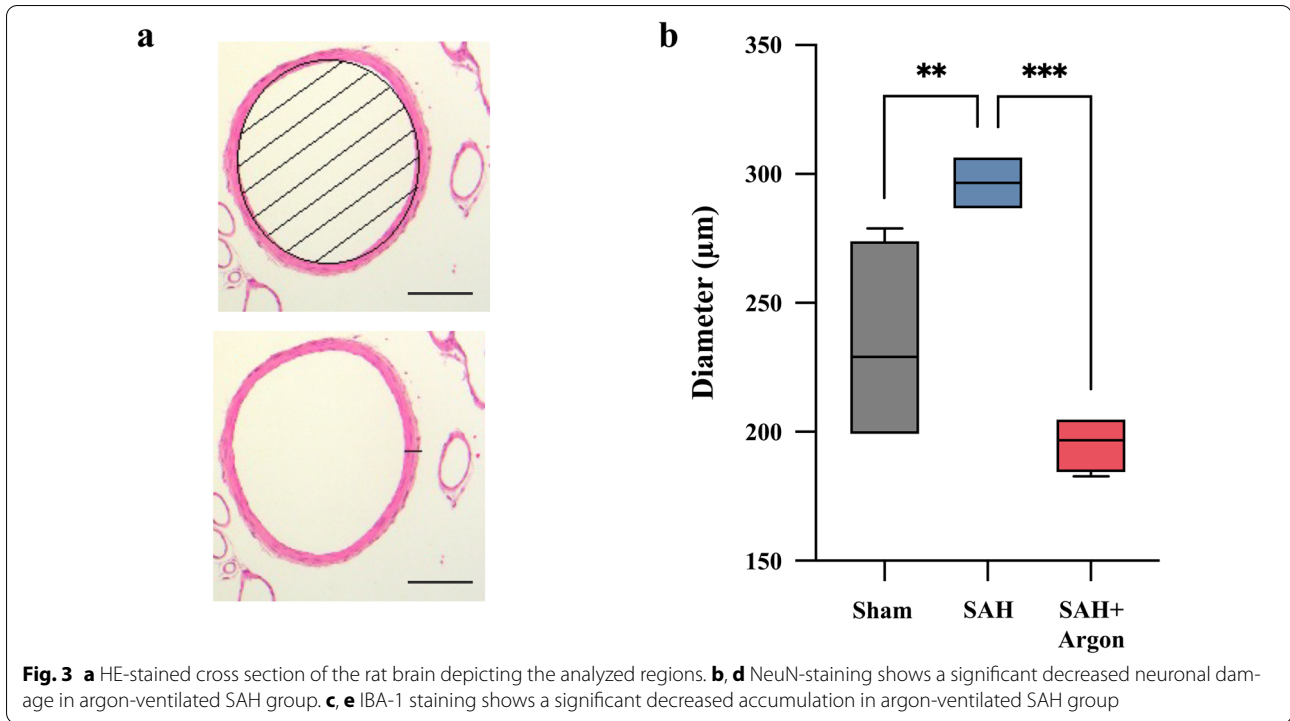 a
b
350
300
250
200
150
Diameter (µm)
** ***
Sham SAH SAH+
Argon
Fig. 3 a HE-stained cross section of the rat brain depicting the analyzed regions. b, d NeuN-staining shows a significant decreased neuronal dam-
age in argon-ventilated SAH group. c, e IBA-1 staining shows a significant decreased accumulation in argon-ventilated SAH group